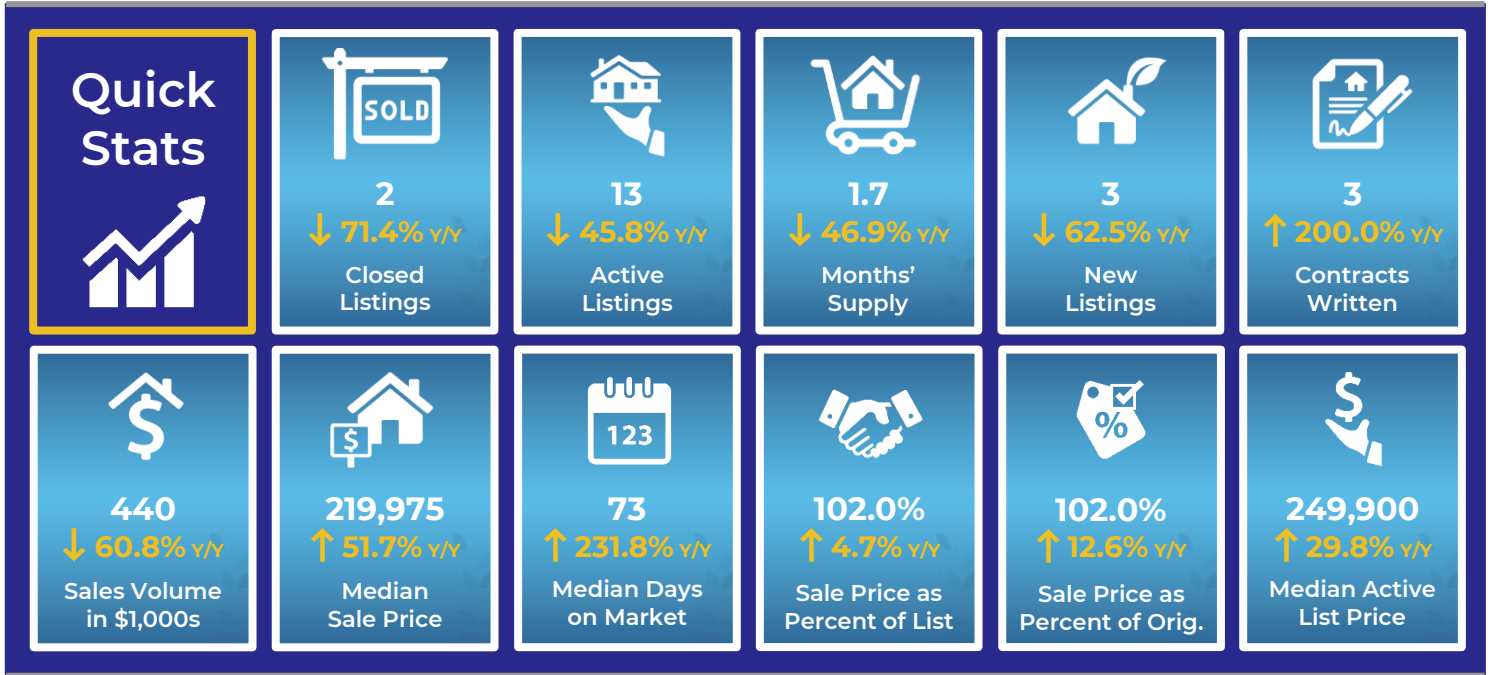 Quick
Stats
SOLD
2
↓ 71.4% Y/Y
Closed
Listings
13
↓ 45.8% Y/Y
Active
Listings
1.7
↓ 46.9% Y/Y
Months’
Supply
3
↓ 62.5% Y/Y
New
Listings
3
↑ 200.0% Y/Y
Contracts
Written
$
440
↓ 60.8% Y/Y
Sales Volume
in $1,000s
$
219,975
↑ 51.7% Y/Y
Median
Sale Price
123
73
↑ 231.8% Y/Y
Median Days
on Market
102.0%
↑ 4.7% Y/Y
Sale Price as
Percent of List
%
102.0%
↑ 12.6% Y/Y
Sale Price as
Percent of Orig.
$
249,900
↑ 29.8% Y/Y
Median Active
List Price